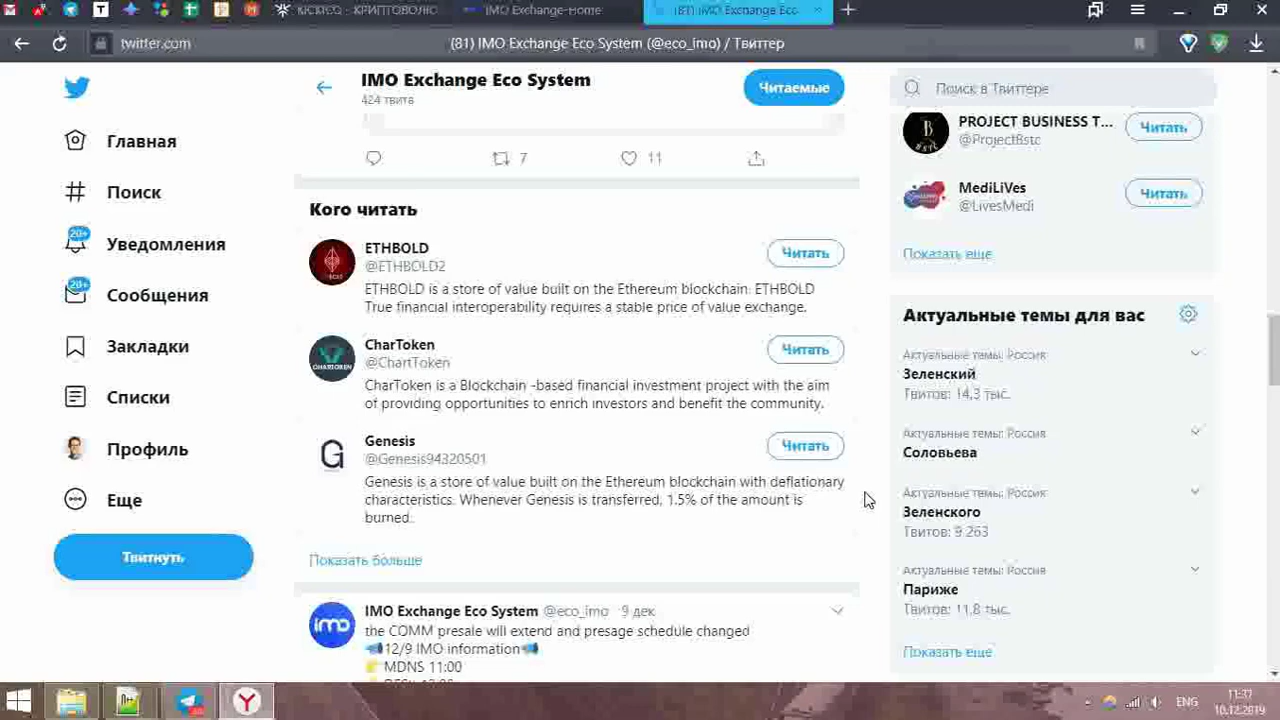 KICKICO - КРИПТОВОЛЮ
IMO Exchange-Home
(81) IMO Exchange Eco
twitter.com
(81) IMO Exchange Eco System (@eco_imo) / Твиттер
IMO Exchange Eco System
424 твита
Читаемые
7
11
Кого читать
ETHBOLD
@ETHBOLD2
Читать
ETHBOLD is a store of value built on the Ethereum blockchain. ETHBOLD
True financial interoperability requires a stable price of value exchange.
CharToken
@ChartToken
Читать
CharToken is a Blockchain -based financial investment project with the aim
of providing opportunities to enrich investors and benefit the community.
Genesis
@Genesis94320501
Читать
Genesis is a store of value built on the Ethereum blockchain with deflationary
characteristics. Whenever Genesis is transferred, 1.5% of the amount is
burned.
Показать больше
IMO Exchange Eco System @eco_imo · 9 дек.
the COMM presale will extend and presage schedule changed
12/9 IMO information
MDNS 11:00
Главная
Поиск
20+
Уведомления
20+
Сообщения
Закладки
Списки
Профиль
Еще
Твитнуть
Поиск в Твиттере
PROJECT BUSINESS T...
@ProjectBstc
Читать
MediLiVes
@LivesMedi
Читать
Показать еще
Актуальные темы для вас
Актуальные темы: Россия
Зеленский
Твитов: 14,3 тыс.
Актуальные темы: Россия
Соловьева
Актуальные темы: Россия
Зеленского
Твитов: 9 263
Актуальные темы: Россия
Париже
Твитов: 11,8 тыс.
Показать еще
imo
CHARTOKEN
ENG
11:37
10.12.2019